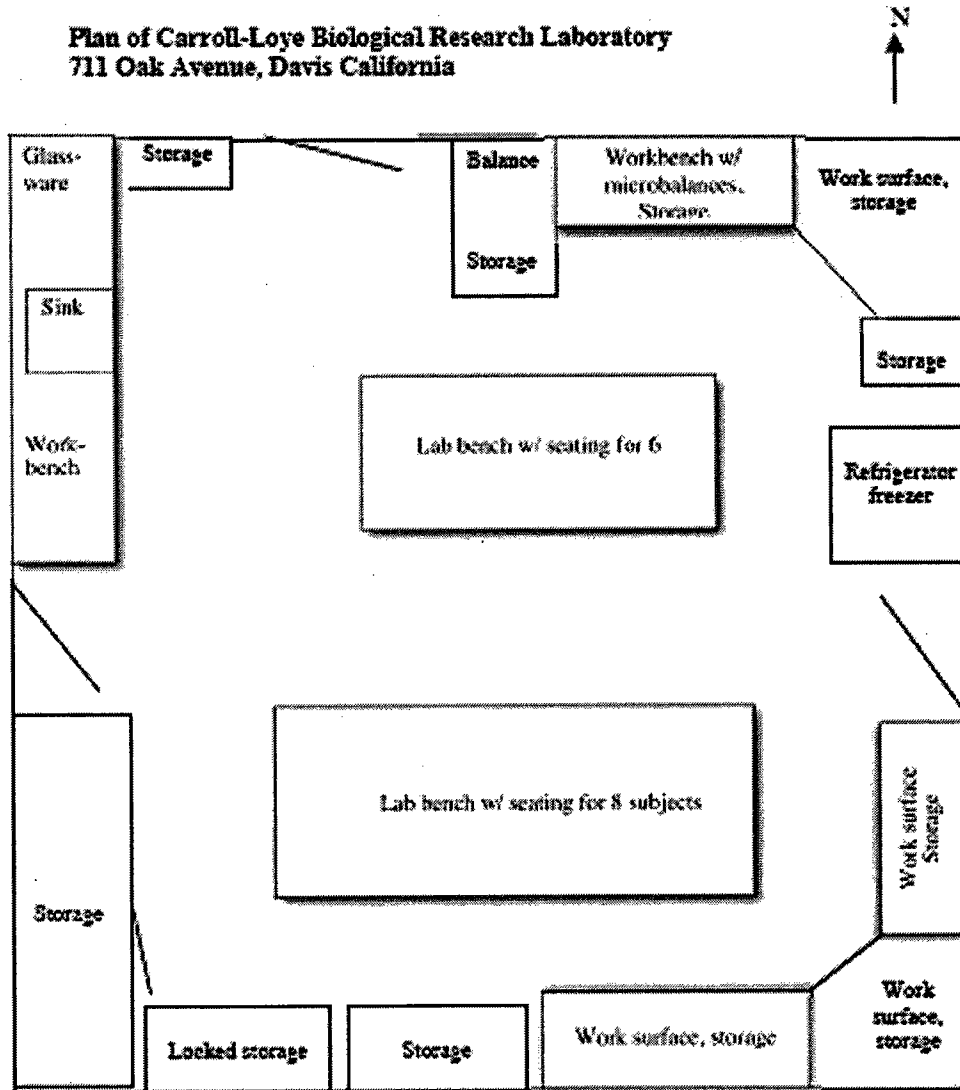 Plan of Carroll-Loye Biological Research Laboratory
711 Oak Avenue, Davis California
N
Glass-
ware
Storage
Balance
Storage
Workbench w/
microbalances,
Storage
Work surface,
storage
Sink
Storage
Work-
bench
Lab bench w/ seating for 6
Refrigerator
freezer
Lab bench w/ seating for 8 subjects
Work surface
Storage
Storage
Locked storage
Storage
Work surface, storage
Work
surface,
storage